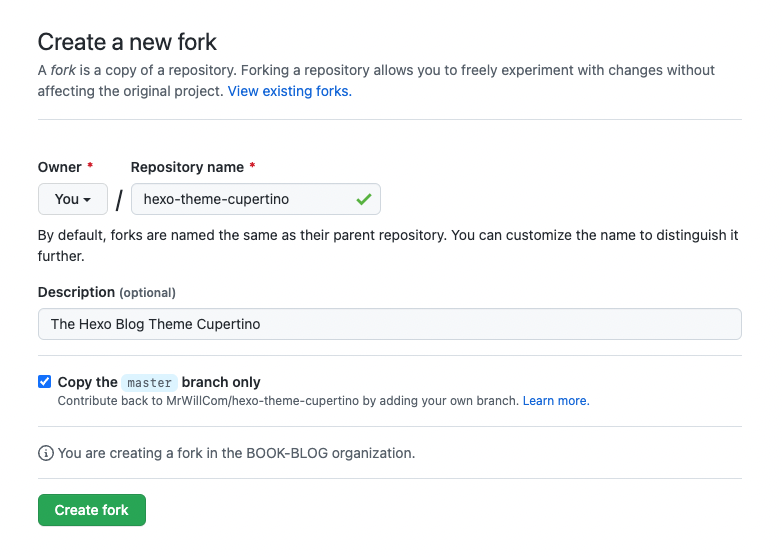 Create a new fork
A fork is a copy of a repository. Forking a repository allows you to freely experiment with changes without
affecting the original project. View existing forks.
Owner * Repository name *
You / hexo-theme-cupertino
By default, forks are named the same as their parent repository. You can customize the name to distinguish it
further.
Description (optional)
The Hexo Blog Theme Cupertino
Copy the master branch only
Contribute back to MrWillCom/hexo-theme-cupertino by adding your own branch. Learn more.
You are creating a fork in the BOOK-BLOG organization.
Create fork